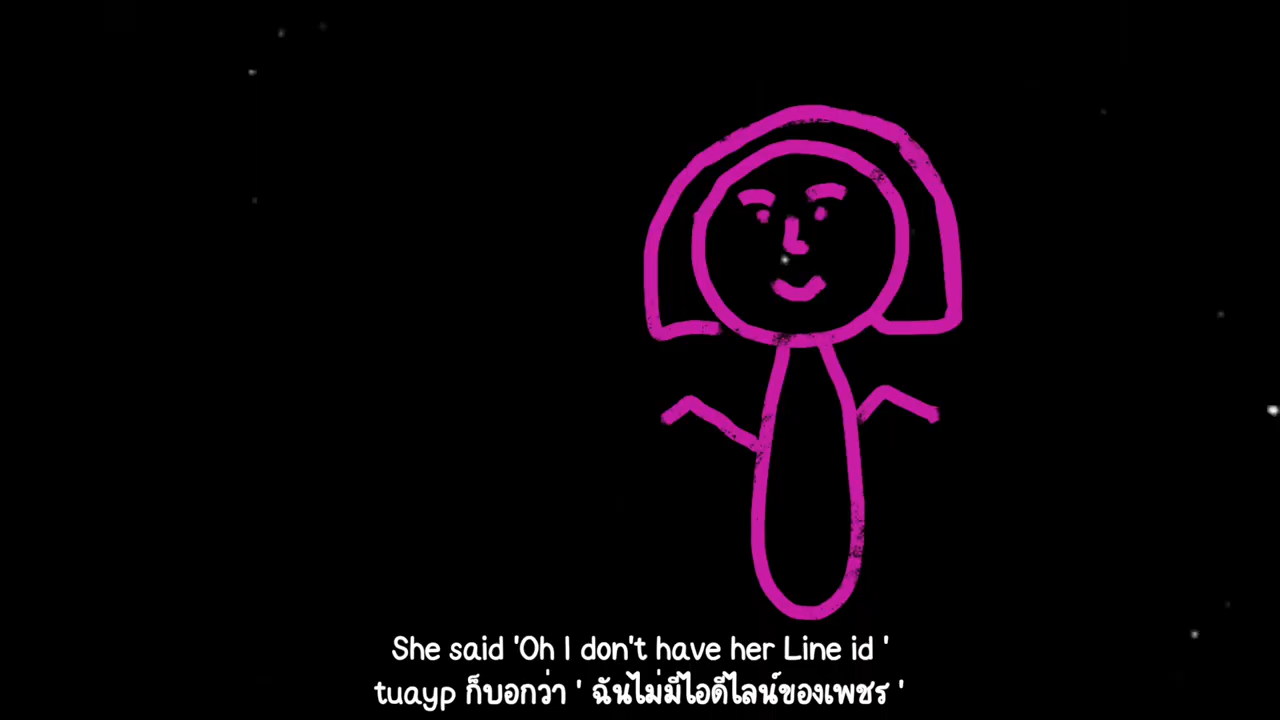 She said 'Oh I don't have her Line id '
tuayp ก็บอกว่า ' ฉันไม่มีไอดีไลน์ของเพชร '